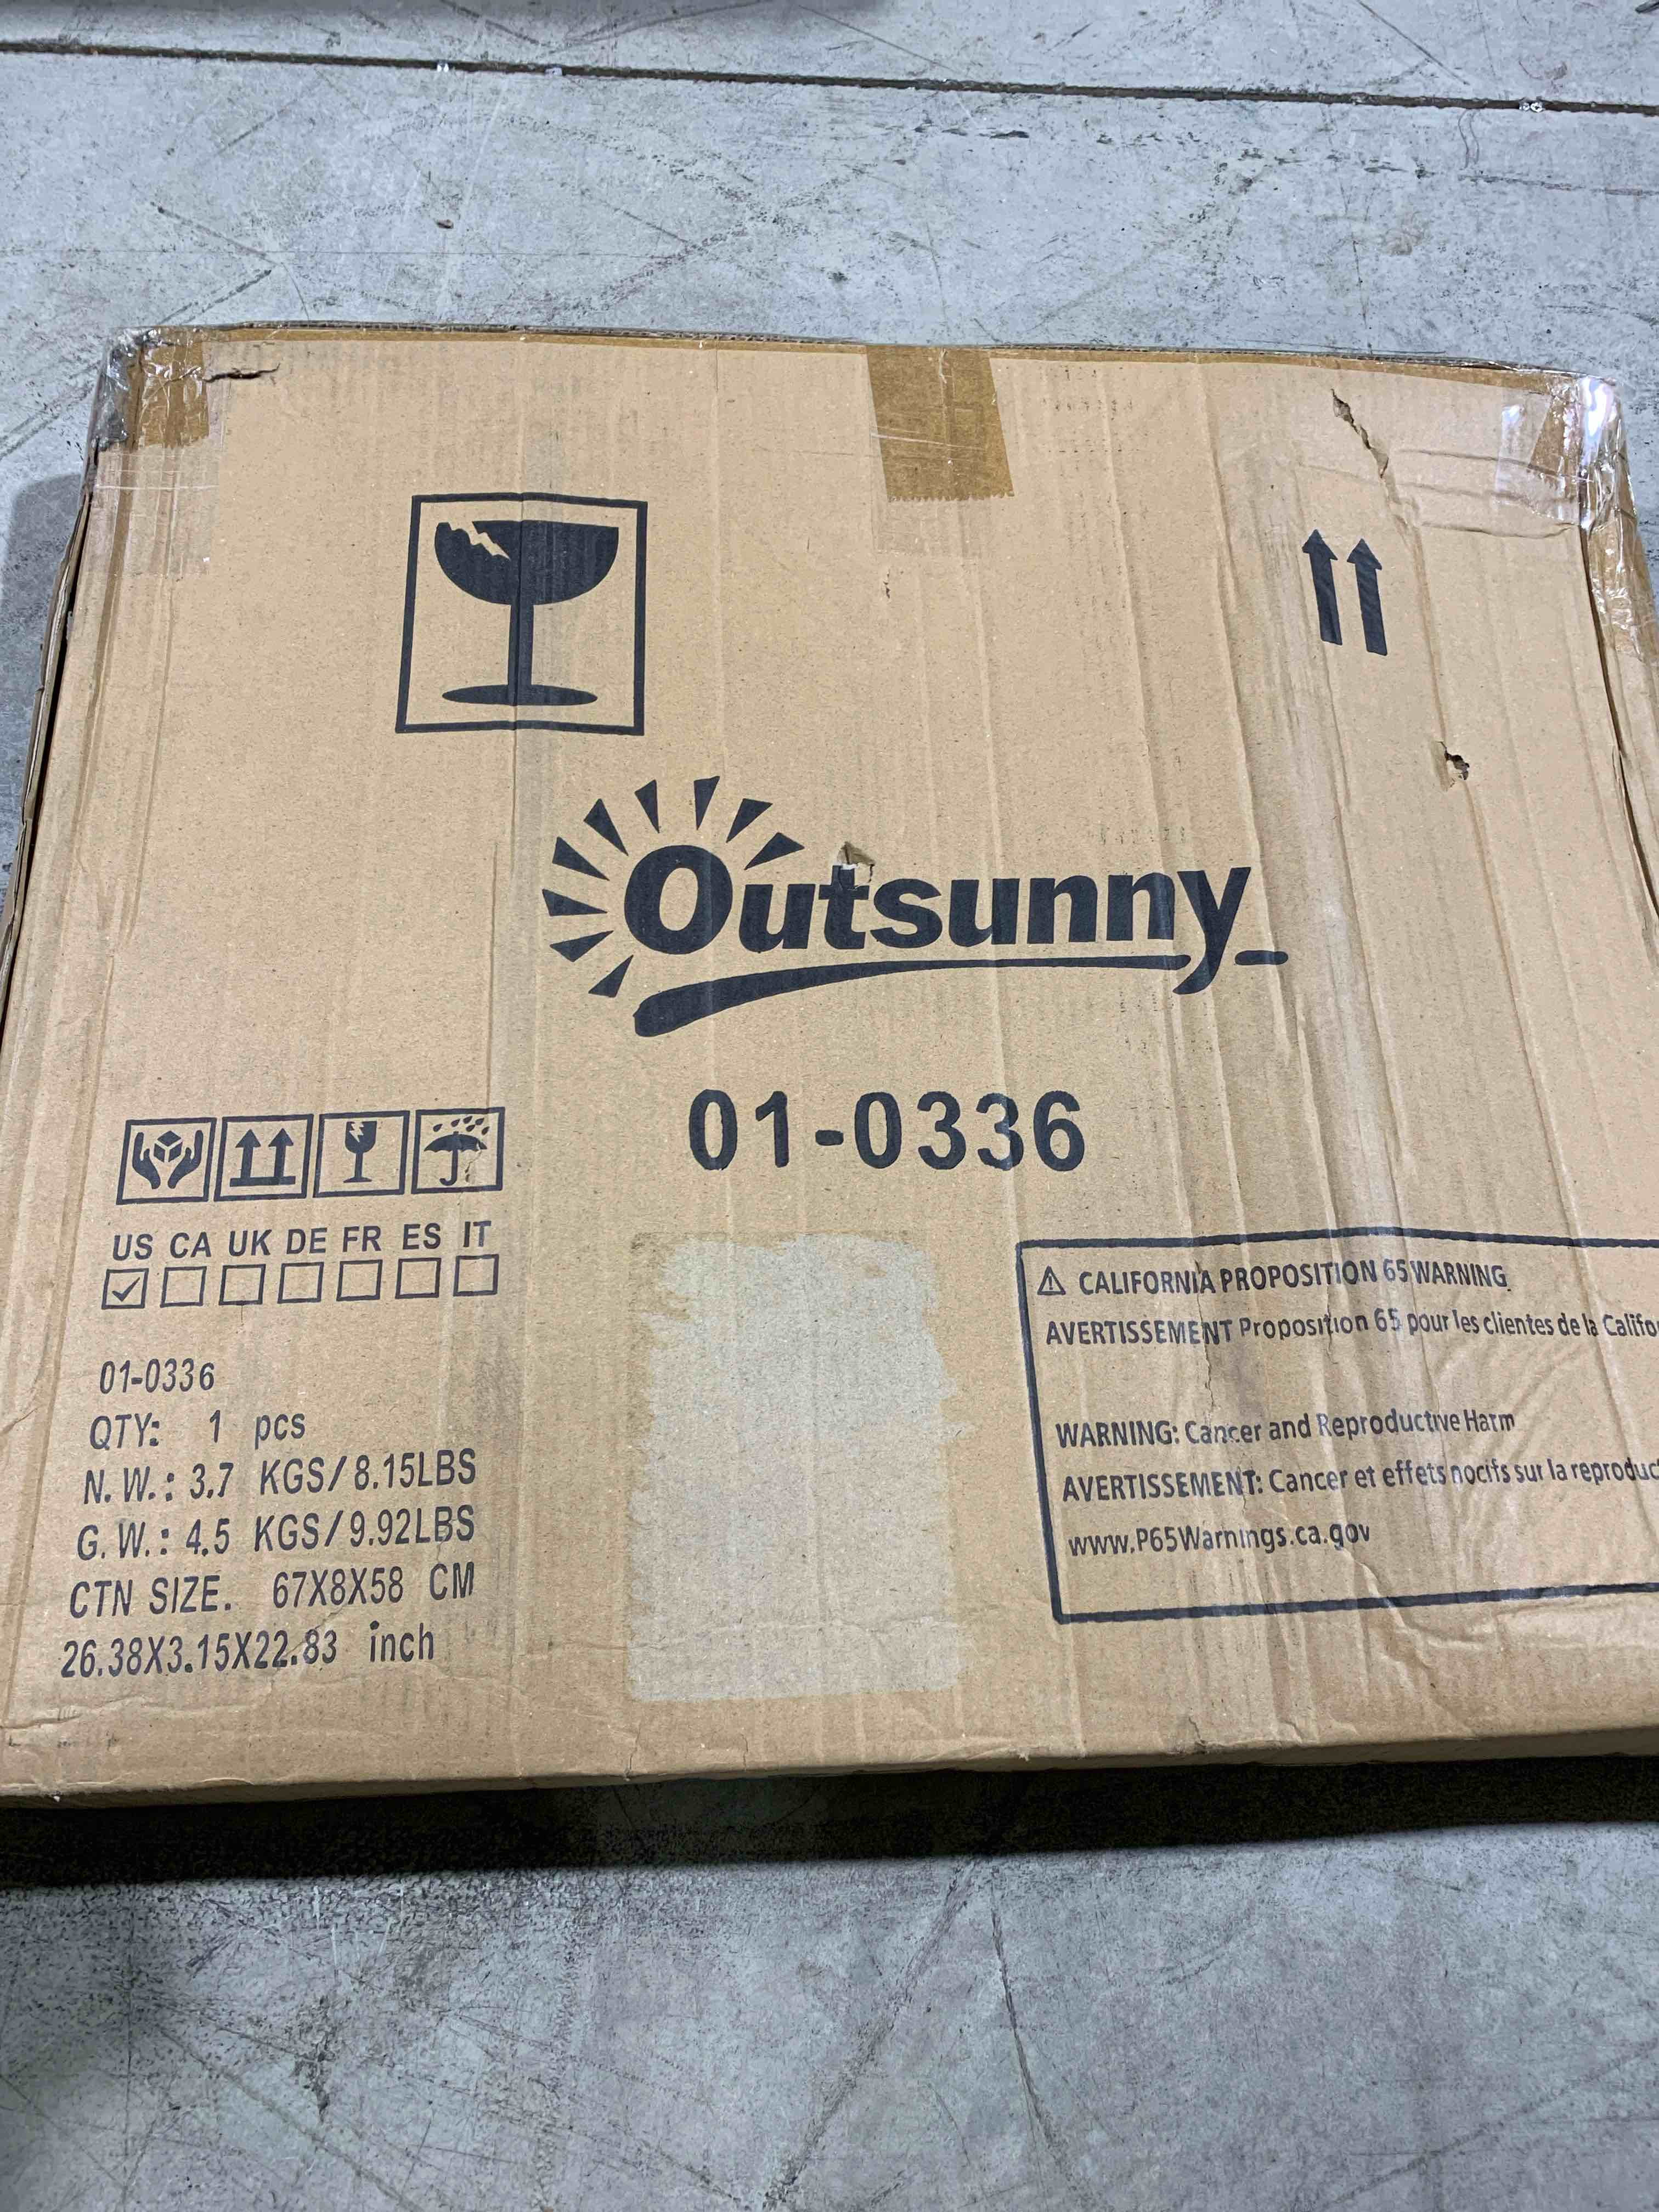 Outsunny
01-0336
US CA UK DE FR ES IT
01-0336
QTY: 1 pcs
N.W.: 3.7 KGS/8.15LBS
G.W.: 4.5 KGS/9.92LBS
CTN SIZE. 67X8X58 CM
26.38X3.15X22.83 inch
CALIFORNIA PROPOSITION 65 WARNING
AVERTISSEMENT Proposition 65 pour les clientes de la Califo
WARNING: Cancer and Reproductive Harm
AVERTISSEMENT: Cancer et effets nocifs sur la reproduc
www.P65Warnings.ca.gov